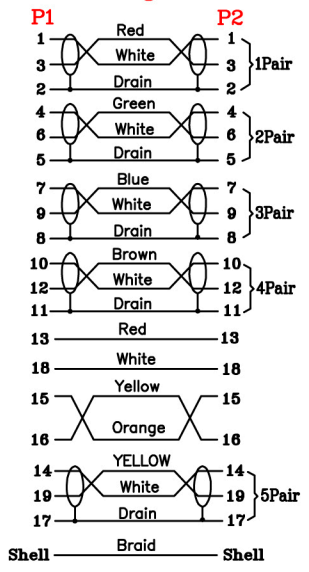 P1 P2
1 Red 1
3 White 3 1Pair
2 Drain 2
4 Green 4
6 White 6 2Pair
5 Drain 5
7 Blue 7
9 White 9 3Pair
8 Drain 8
10 Brown 10
12 White 12 4Pair
11 Drain 11
13 Red 13
18 White 18
15 Yellow 15
16 Orange 16
14 YELLOW 14
19 White 19 5Pair
17 Drain 17
Shell Braid Shell